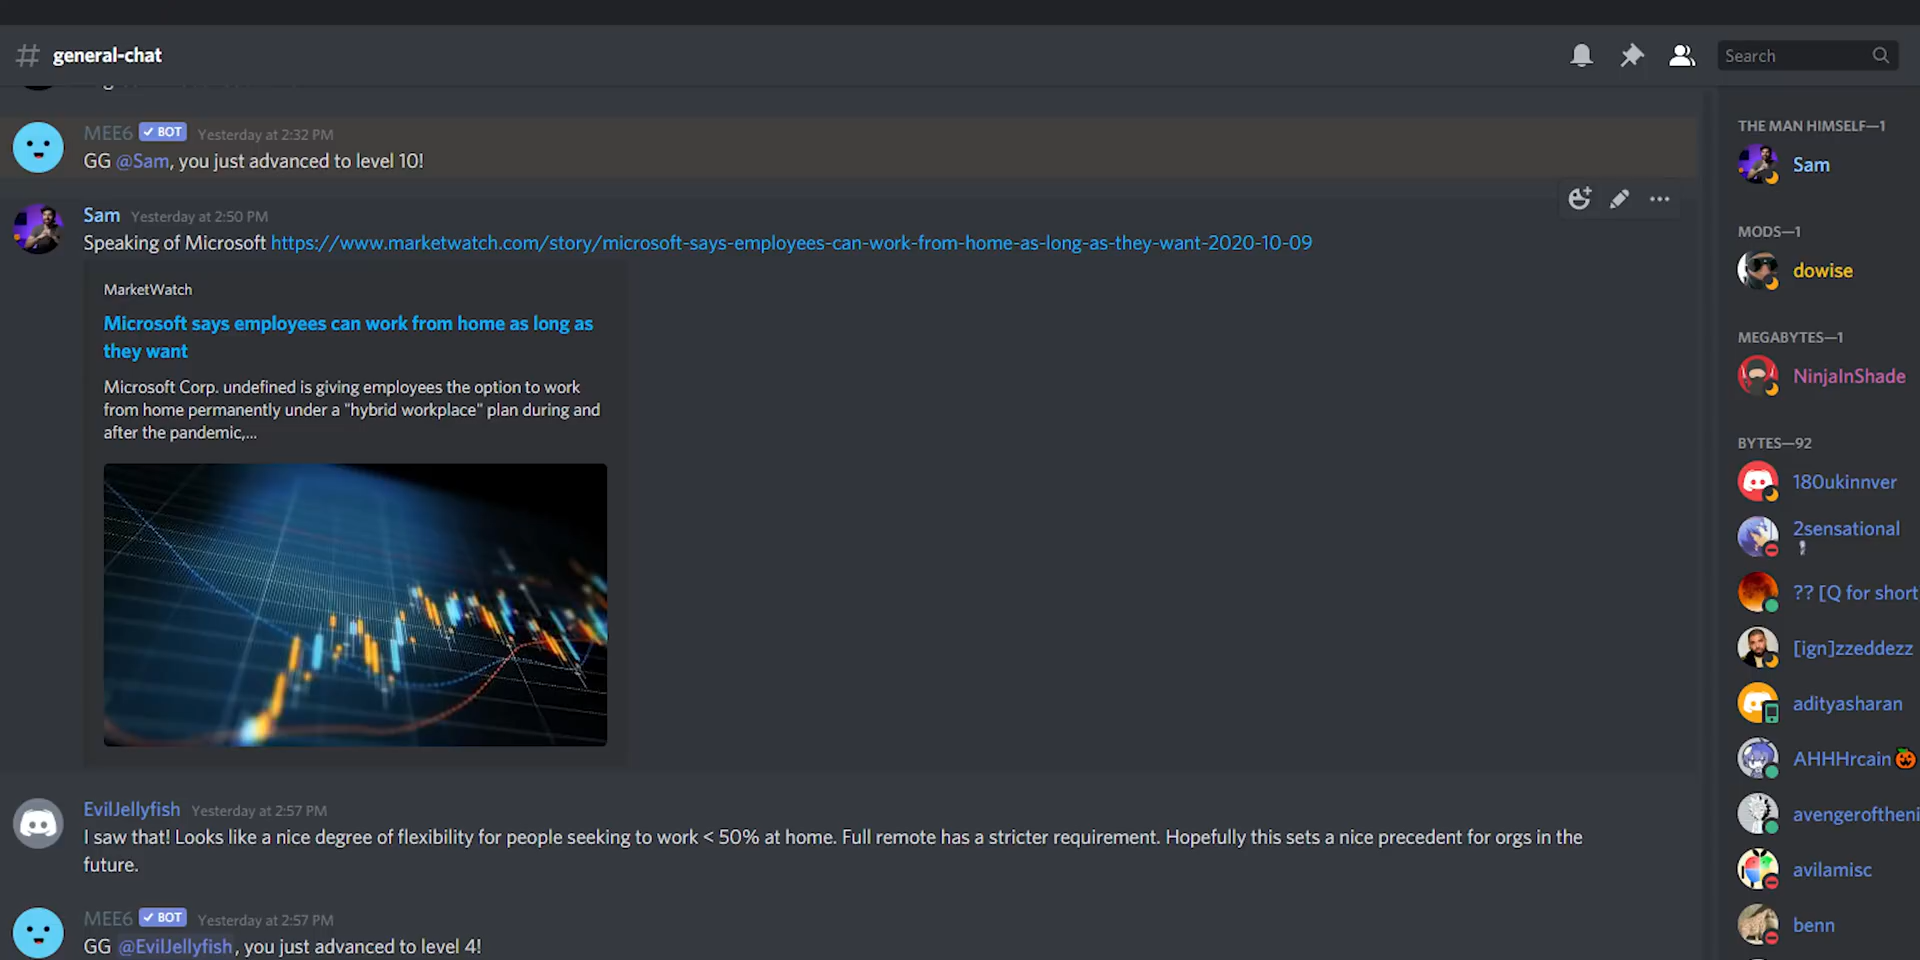 general-chat
Search
MEE6 BOT Yesterday at 2:32 PM
GG @Sam, you just advanced to level 10!
Sam Yesterday at 2:50 PM
Speaking of Microsoft https://www.marketwatch.com/story/microsoft-says-employees-can-work-from-home-as-long-as-they-want-2020-10-09
MarketWatch
Microsoft says employees can work from home as long as
they want
Microsoft Corp. undefined is giving employees the option to work
from home permanently under a "hybrid workplace" plan during and
after the pandemic,...
EvilJellyfish Yesterday at 2:57 PM
I saw that! Looks like a nice degree of flexibility for people seeking to work < 50% at home. Full remote has a stricter requirement. Hopefully this sets a nice precedent for orgs in the
future.
MEE6 BOT Yesterday at 2:57 PM
GG @EvilJellyfish, you just advanced to level 4!
THE MAN HIMSELF—1
Sam
MODS—1
dowise
MEGABYTES—1
NinjaInShade
BYTES—92
180ukinnver
2sensational
?? [Q for short
[ign]zzeddezz
adityasharan
AHHHrcain🎃
avengeroftheni
avilamisc
benn